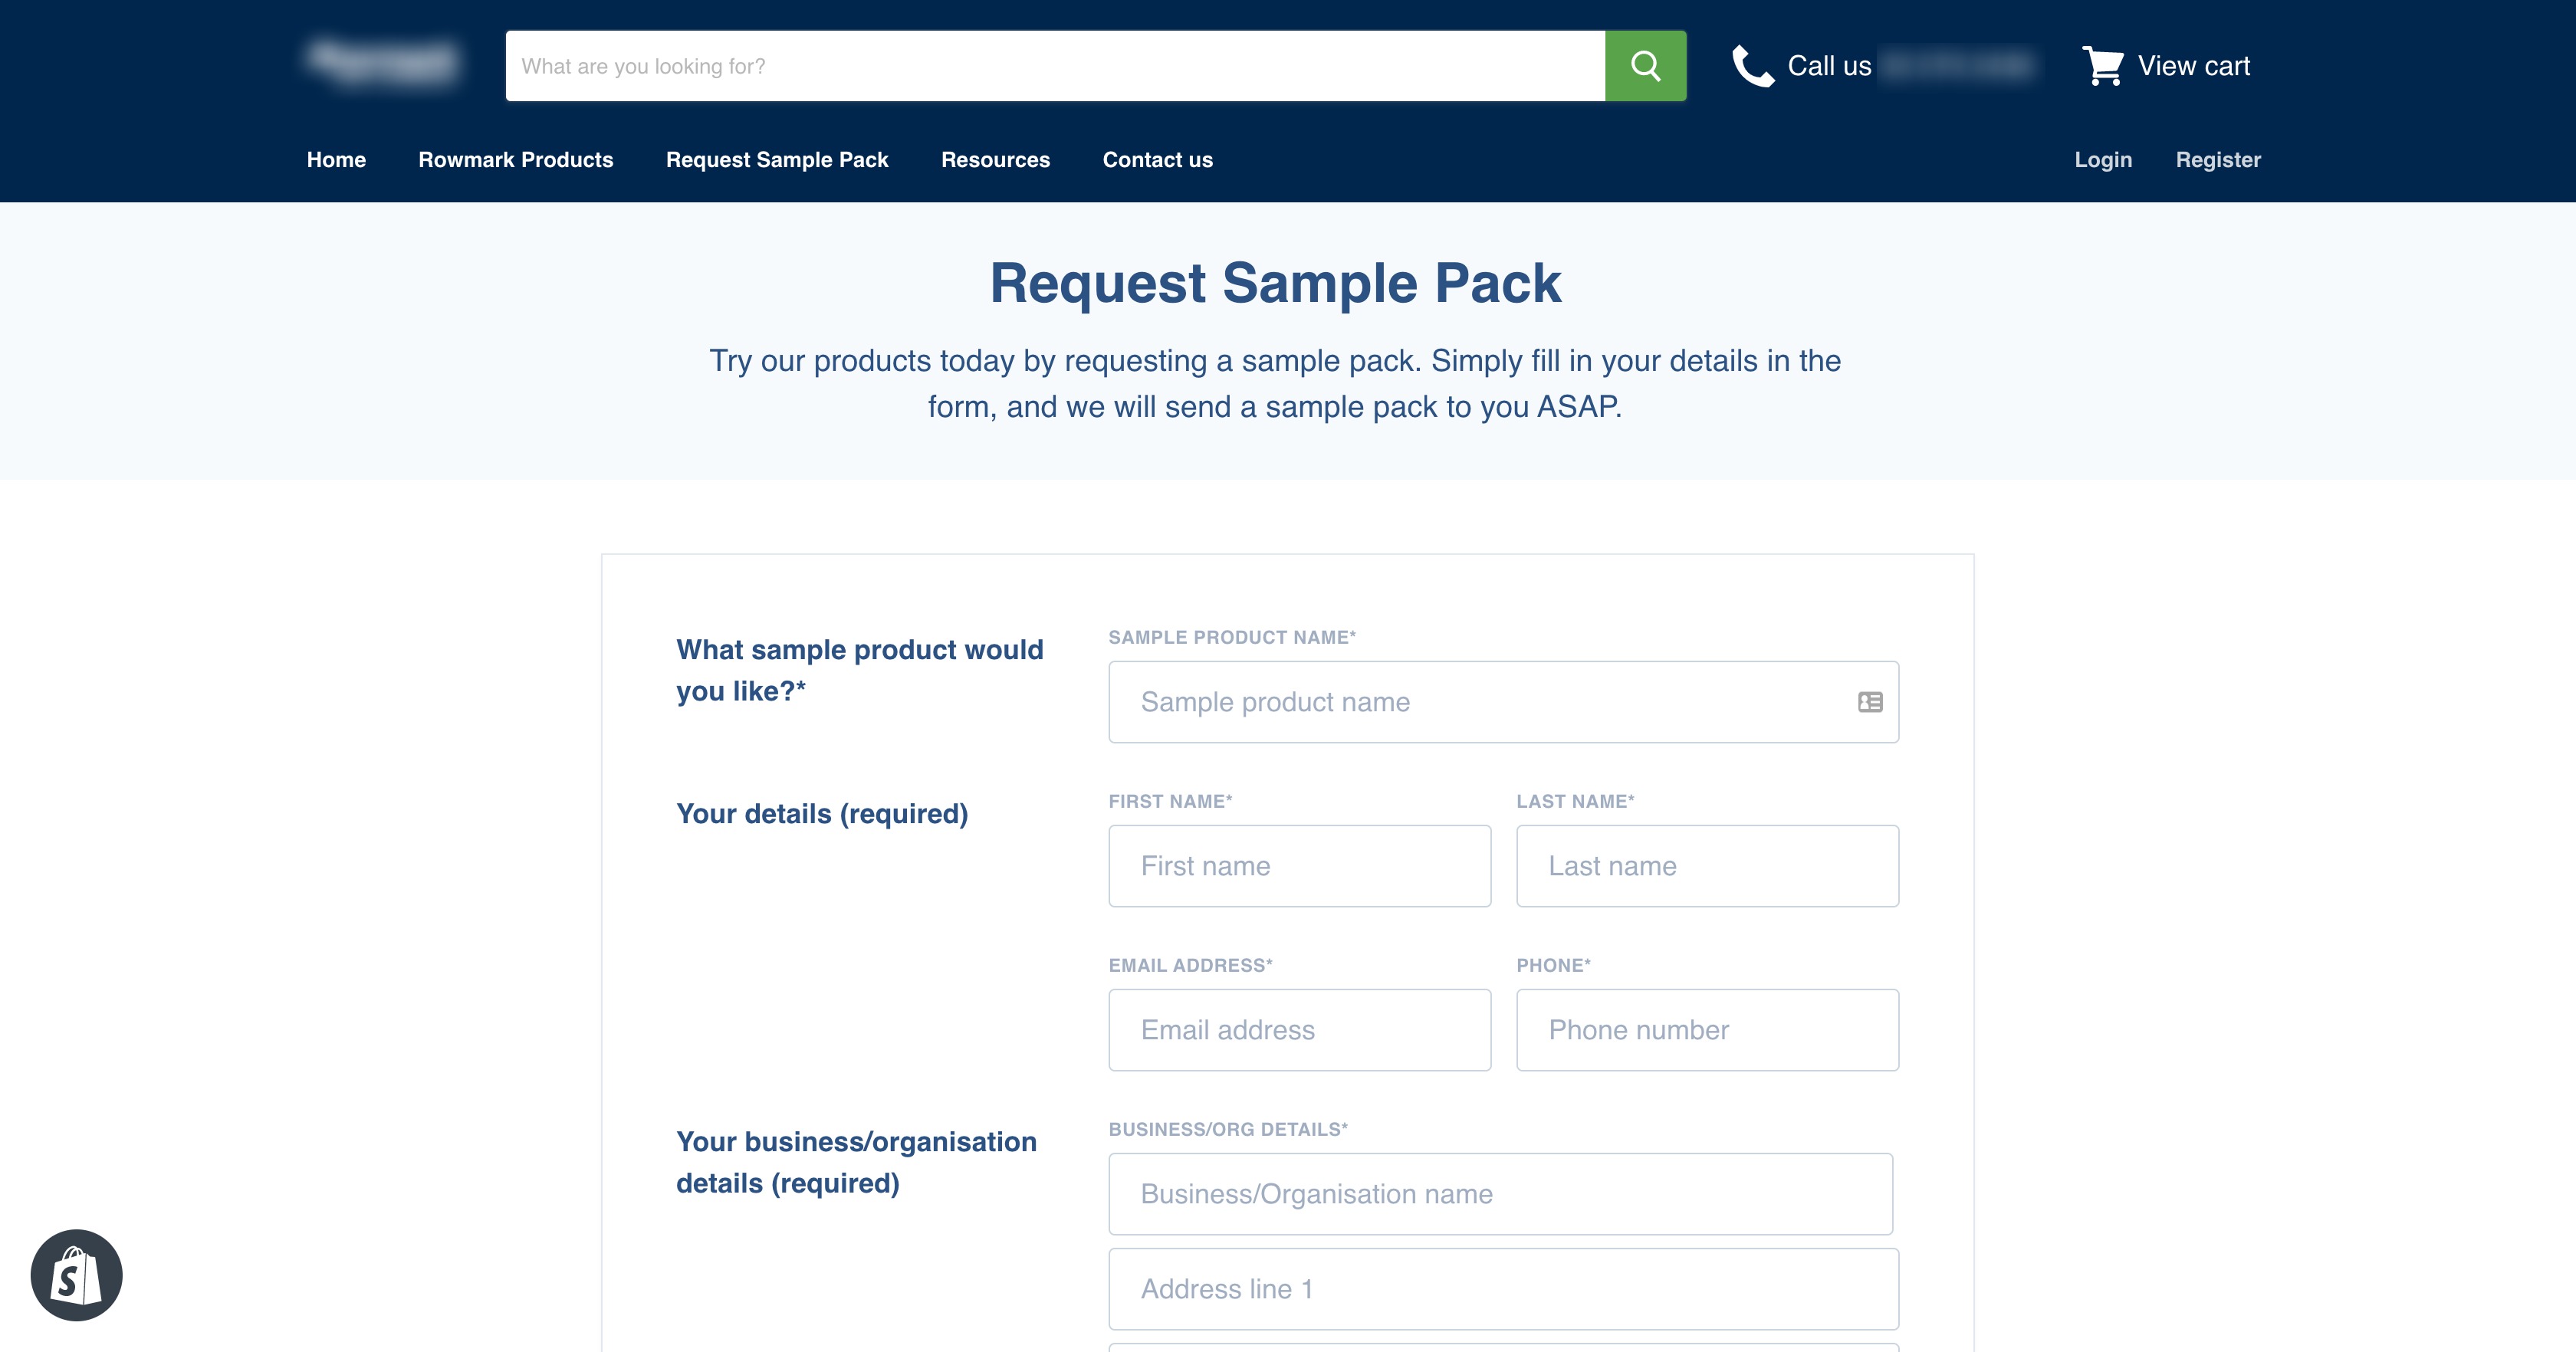 What are you looking for?
Call us
View cart
Home
Rowmark Products
Request Sample Pack
Resources
Contact us
Login
Register
Request Sample Pack
Try our products today by requesting a sample pack. Simply fill in your details in the
form, and we will send a sample pack to you ASAP.
What sample product would
you like?*
SAMPLE PRODUCT NAME*
Sample product name
Your details (required)
FIRST NAME*
First name
LAST NAME*
Last name
EMAIL ADDRESS*
Email address
PHONE*
Phone number
Your business/organisation
details (required)
BUSINESS/ORG DETAILS*
Business/Organisation name
Address line 1
S